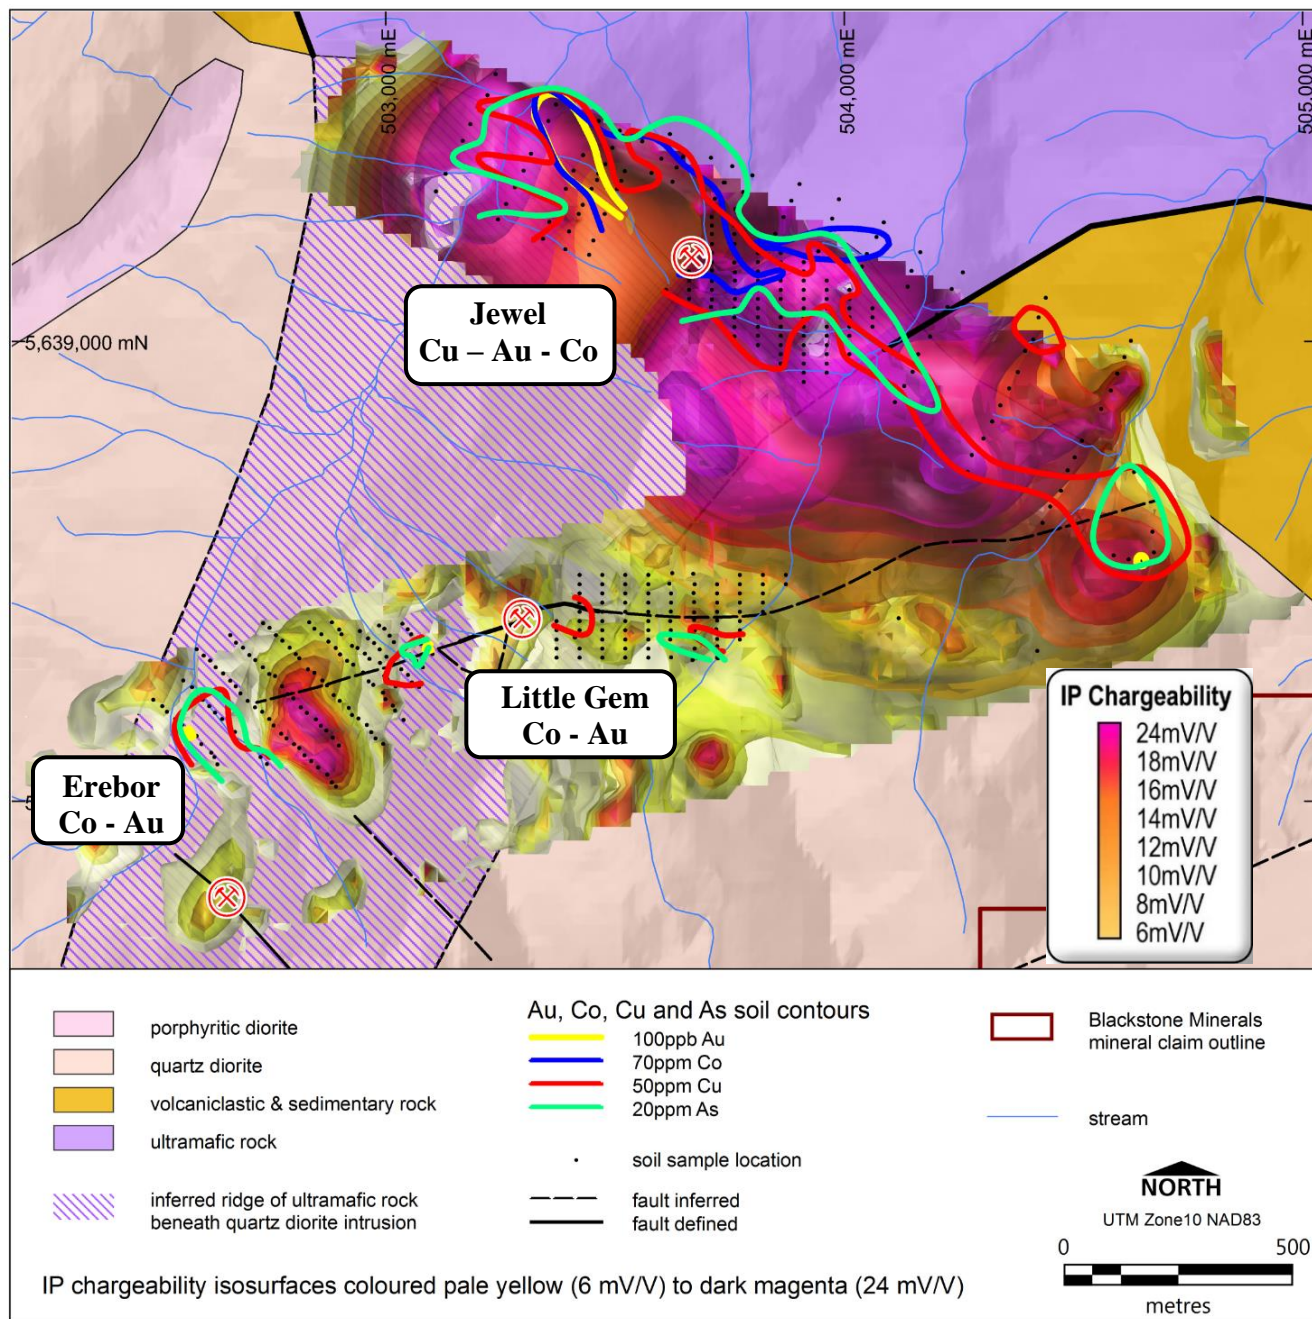 503,000 mE
504,000 mE
505,000 mE
5,639,000 mN
Jewel
Cu – Au - Co
Little Gem
Co - Au
Erebor
Co - Au
IP Chargeability
24mV/V
18mV/V
16mV/V
14mV/V
12mV/V
10mV/V
8mV/V
6mV/V
porphyritic diorite
quartz diorite
volcaniclastic & sedimentary rock
ultramafic rock
inferred ridge of ultramafic rock
beneath quartz diorite intrusion
Au, Co, Cu and As soil contours
100ppb Au
70ppm Co
50ppm Cu
20ppm As
soil sample location
fault inferred
fault defined
Blackstone Minerals
mineral claim outline
stream
NORTH
UTM Zone10 NAD83
0 500
metres
IP chargeability isosurfaces coloured pale yellow (6 mV/V) to dark magenta (24 mV/V)